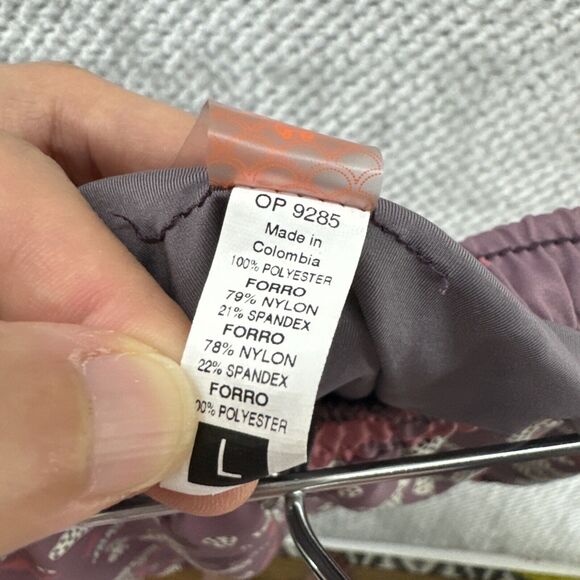 OP 9285
Made in
Colombia
100% POLYESTER
FORRO
79% NYLON
21% SPANDEX
FORRO
78% NYLON
22% SPANDEX
FORRO
00% POLYESTER
L